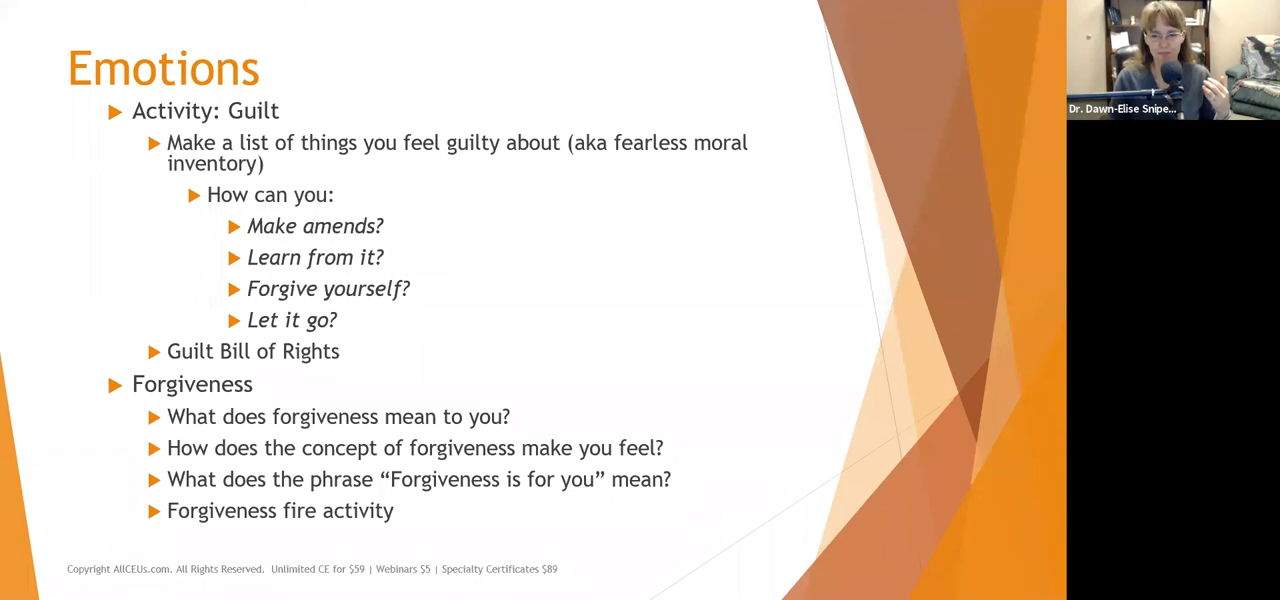 Emotions
Activity: Guilt
Make a list of things you feel guilty about (aka fearless moral
inventory)
How can you:
Make amends?
Learn from it?
Forgive yourself?
Let it go?
Guilt Bill of Rights
Forgiveness
What does forgiveness mean to you?
How does the concept of forgiveness make you feel?
What does the phrase “Forgiveness is for you” mean?
Forgiveness fire activity
Copyright AllCEUs.com. All Rights Reserved. Unlimited CE for $59 | Webinars $5 | Specialty Certificates $89
Dr. Dawn-Elise Snipe...